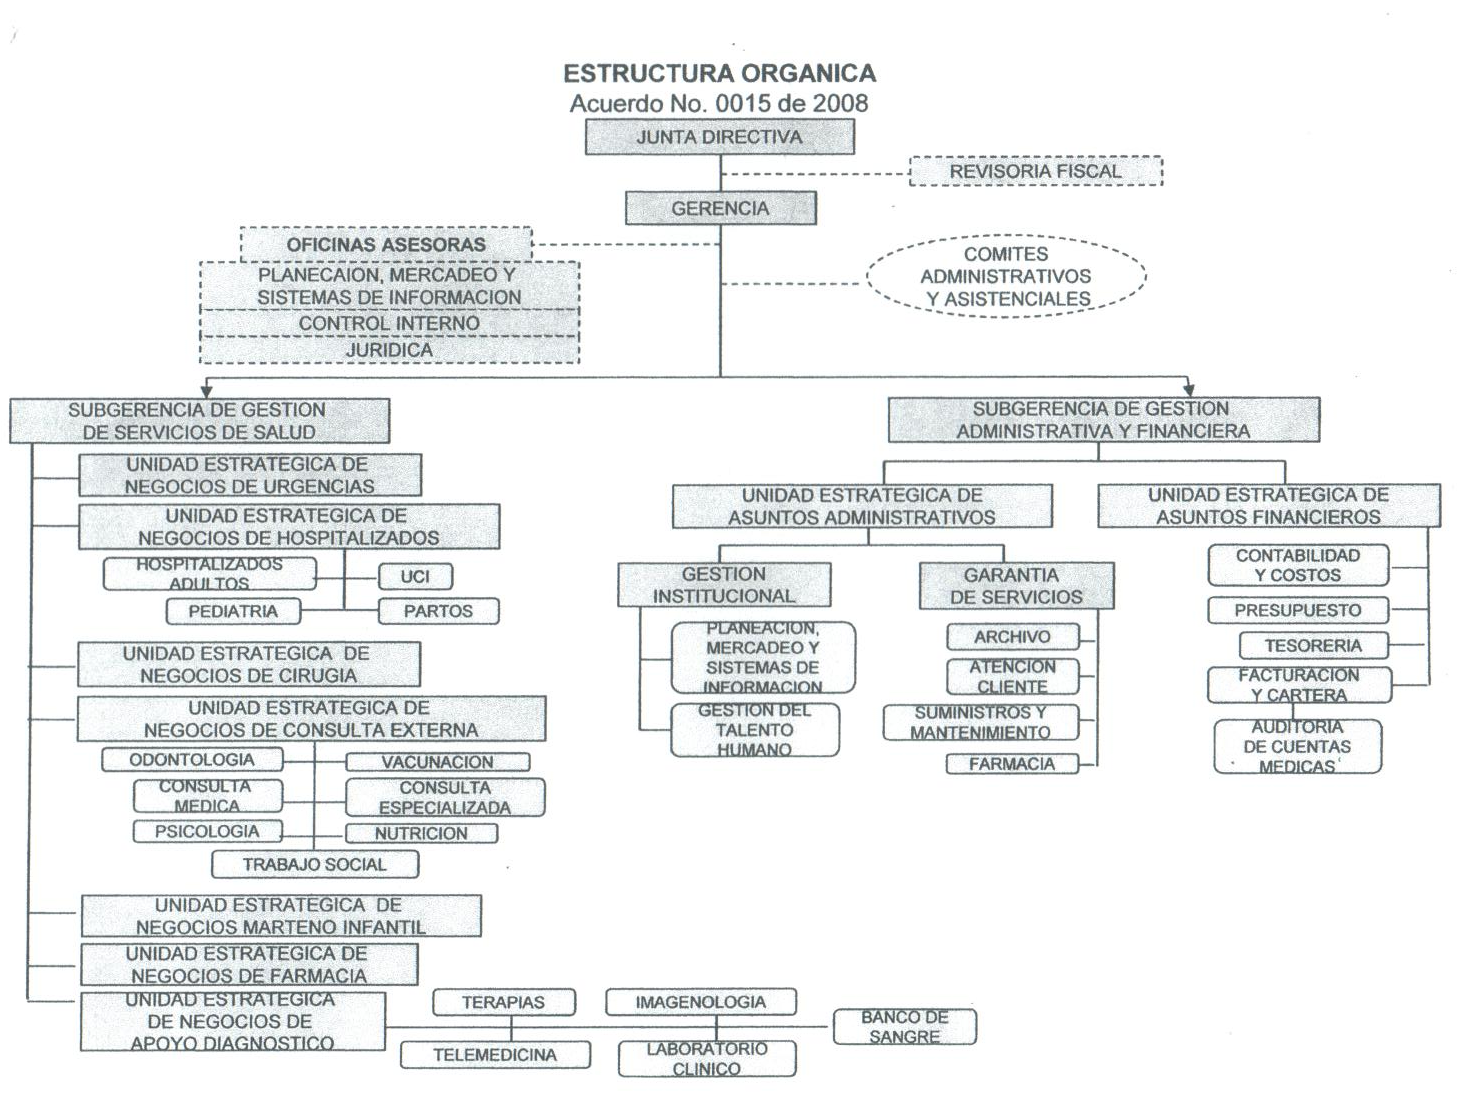 ESTRUCTURA ORGANICA
Acuerdo No. 0015 de 2008
JUNTA DIRECTIVA
REVISORIA FISCAL
GERENCIA
OFICINAS ASESORAS
PLANECAION, MERCADEO Y
SISTEMAS DE INFORMACION
CONTROL INTERNO
JURIDICA
COMITES
ADMINISTRATIVOS
Y ASISTENCIALES
SUBGERENCIA DE GESTION
DE SERVICIOS DE SALUD
UNIDAD ESTRATEGICA DE
NEGOCIOS DE URGENCIAS
UNIDAD ESTRATEGICA DE
NEGOCIOS DE HOSPITALIZADOS
HOSPITALIZADOS
ADULTOS
UCI
PEDIATRIA
PARTOS
UNIDAD ESTRATEGICA DE
NEGOCIOS DE CIRUGIA
UNIDAD ESTRATEGICA DE
NEGOCIOS DE CONSULTA EXTERNA
ODONTOLOGIA
VACUNACION
CONSULTA
MEDICA
CONSULTA
ESPECIALIZADA
PSICOLOGIA
NUTRICION
TRABAJO SOCIAL
UNIDAD ESTRATEGICA DE
NEGOCIOS MARTENO INFANTIL
UNIDAD ESTRATEGICA DE
NEGOCIOS DE FARMACIA
UNIDAD ESTRATEGICA
DE NEGOCIOS DE
APOYO DIAGNOSTICO
TERAPIAS
IMAGENOLOGIA
BANCO DE
SANGRE
TELEMEDICINA
LABORATORIO
CLINICO
SUBGERENCIA DE GESTION
ADMINISTRATIVA Y FINANCIERA
UNIDAD ESTRATEGICA DE
ASUNTOS ADMINISTRATIVOS
GESTION
INSTITUCIONAL
PLANEACION,
MERCADEO Y
SISTEMAS DE
INFORMACION
GESTION DEL
TALENTO
HUMANO
GARANTIA
DE SERVICIOS
ARCHIVO
ATENCION
CLIENTE
SUMINISTROS Y
MANTENIMIENTO
FARMACIA
UNIDAD ESTRATEGICA DE
ASUNTOS FINANCIEROS
CONTABILIDAD
Y COSTOS
PRESUPUESTO
TESORERIA
FACTURACION
Y CARTERA
AUDITORIA
DE CUENTAS
MEDICAS